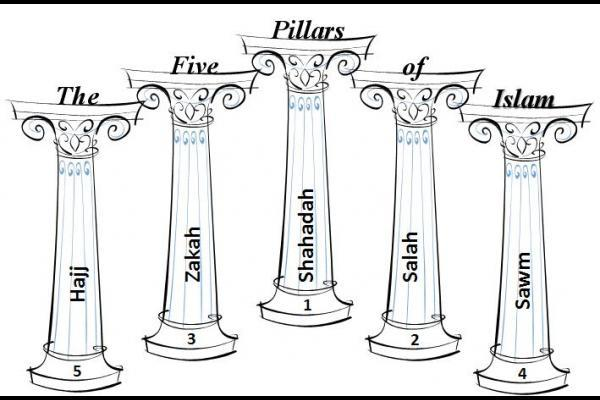 The Five Pillars of Islam
Hajj
5
Zakah
3
Shahadah
1
Salah
2
Sawm
4